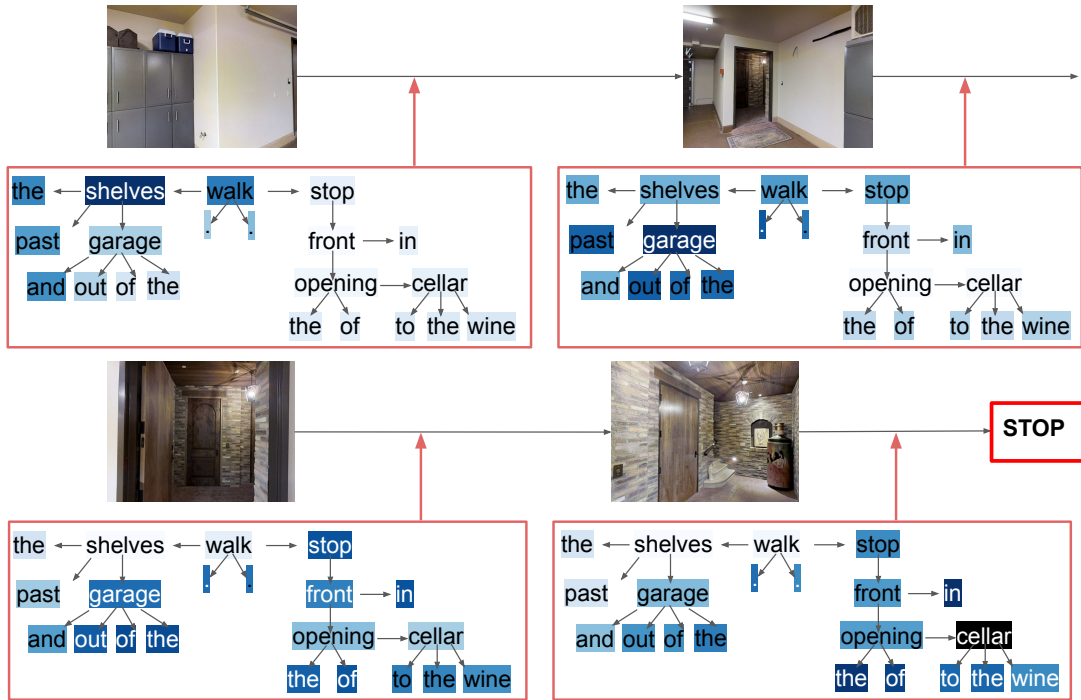 the shelves walk stop
. .
past garage front in
and out of the
opening cellar
the of to the wine
the shelves walk stop
. .
past garage front in
and out of the
opening cellar
the of to the wine
STOP
the shelves walk stop
. .
past garage front in
and out of the
opening cellar
the of to the wine
the shelves walk stop
. .
past garage front in
and out of the
opening cellar
the of to the wine